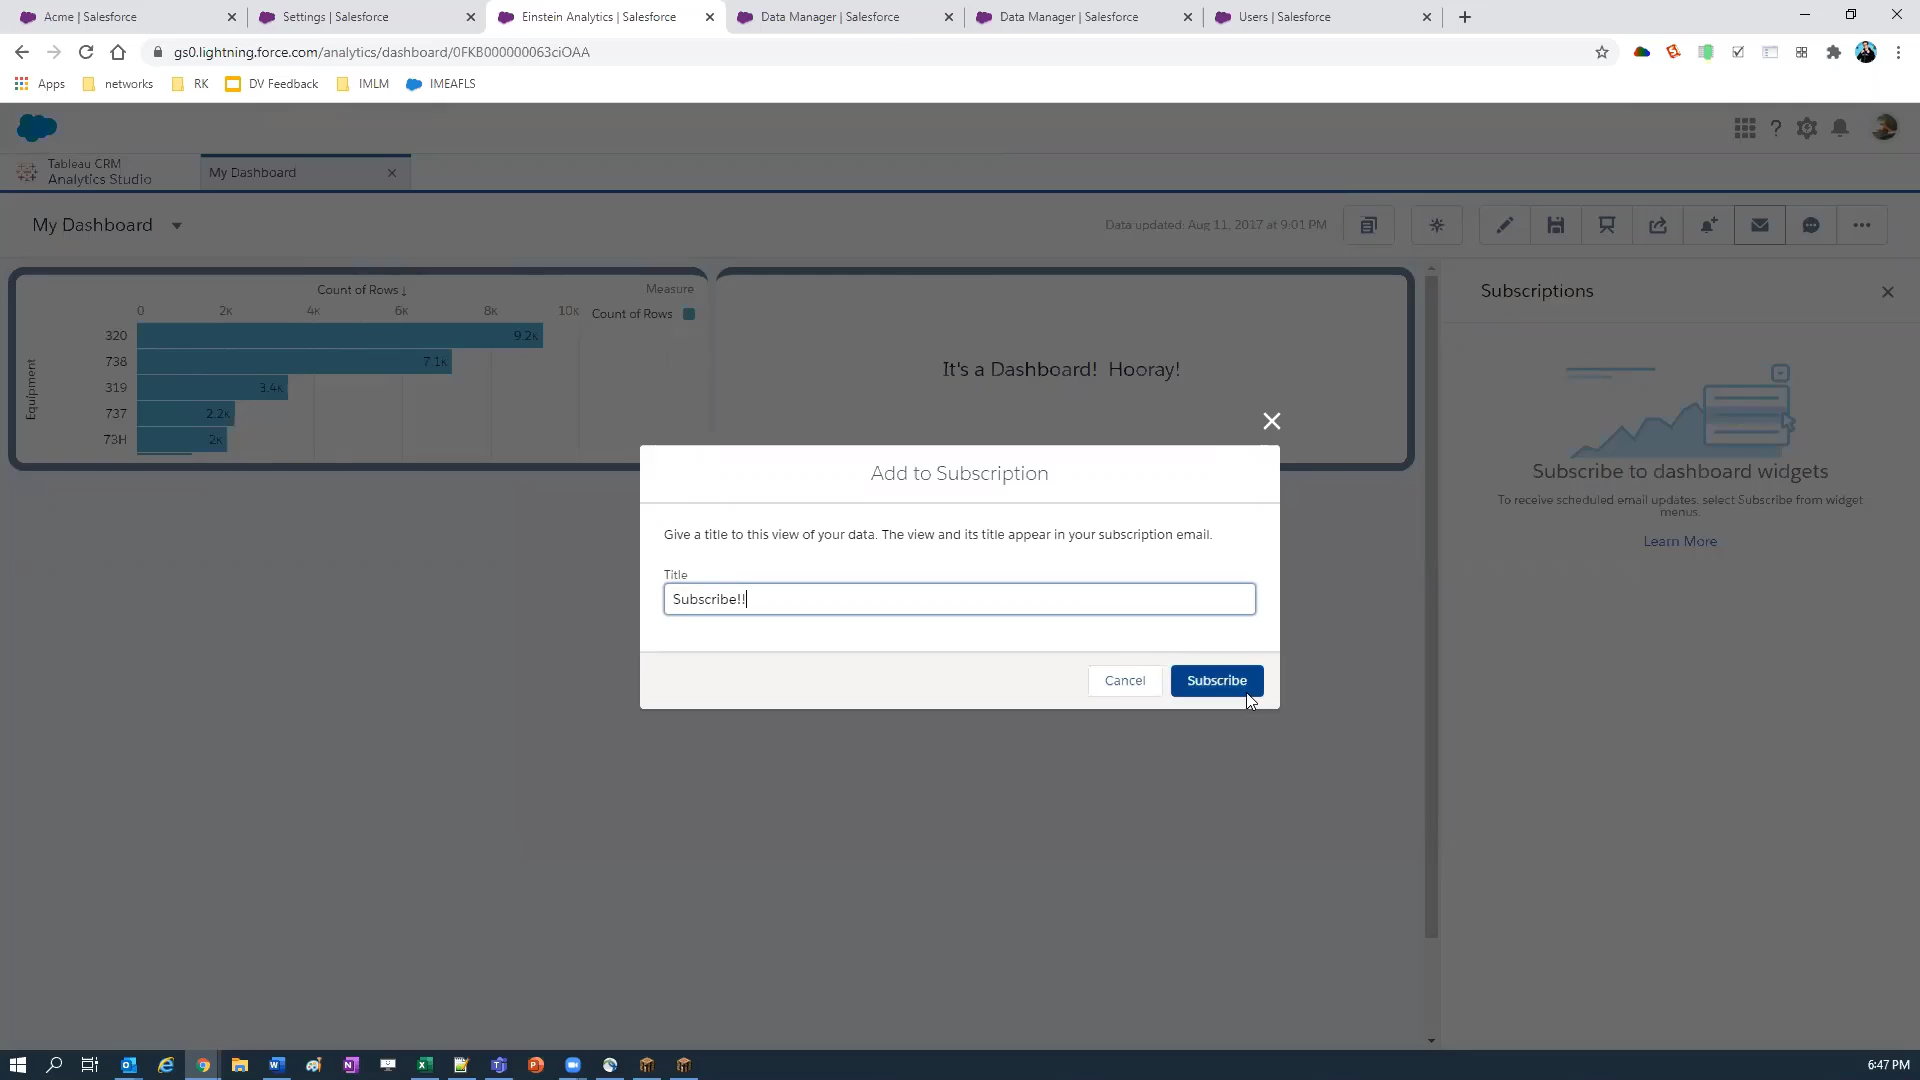 Acme | Salesforce
Settings | Salesforce
Einstein Analytics | Salesforce
Data Manager | Salesforce
Data Manager | Salesforce
Users | Salesforce
gs0.lightning.force.com/analytics/dashboard/0FKB000000063ciOAA
Apps
networks
RK
DV Feedback
IMLM
IMEAFLS
Tableau CRM
Analytics Studio
My Dashboard
My Dashboard
Data updated: Aug 11, 2017 at 9:01 PM
Count of Rows ↓
0 2K 4K 6K 8K 10K
Measure
Count of Rows
Equipment
320 9.2K
738 7.1K
319 3.4K
737 2.2K
73H 2K
It's a Dashboard! Hooray!
Subscriptions
Subscribe to dashboard widgets
To receive scheduled email updates, select Subscribe from widget
menus.
Learn More
Add to Subscription
Give a title to this view of your data. The view and its title appear in your subscription email.
Title
Subscribe!!
Cancel
Subscribe
6:47 PM